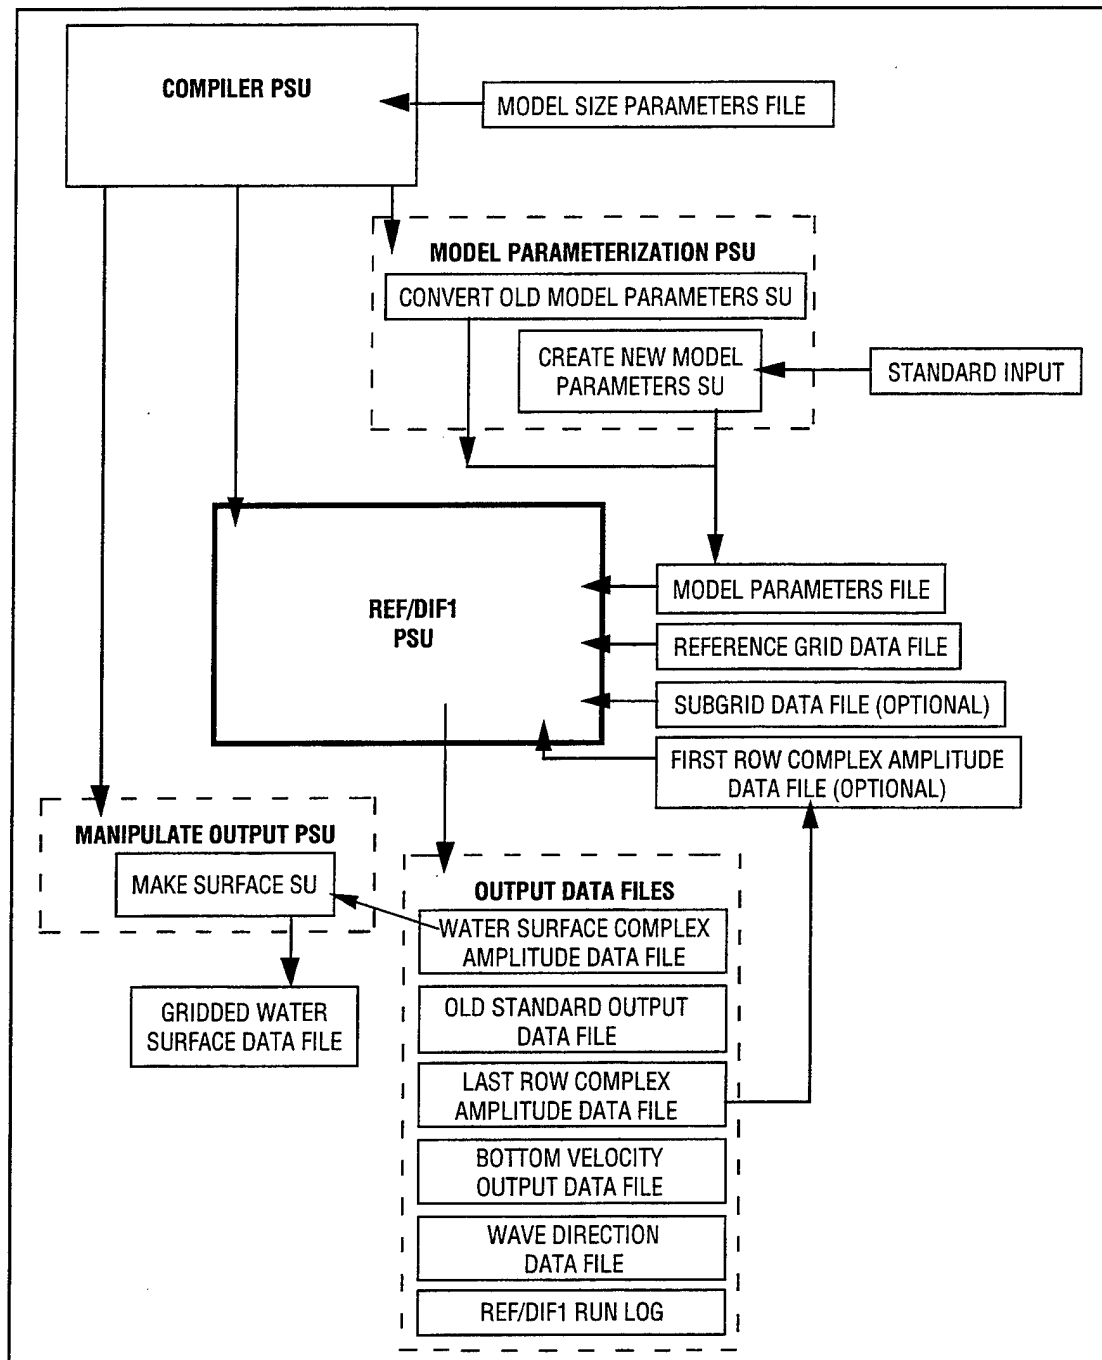 COMPILER PSU
MODEL SIZE PARAMETERS FILE
MODEL PARAMETERIZATION PSU
CONVERT OLD MODEL PARAMETERS SU
CREATE NEW MODEL
PARAMETERS SU
STANDARD INPUT
REF/DIF1
PSU
MODEL PARAMETERS FILE
REFERENCE GRID DATA FILE
SUBGRID DATA FILE (OPTIONAL)
FIRST ROW COMPLEX AMPLITUDE
DATA FILE (OPTIONAL)
MANIPULATE OUTPUT PSU
MAKE SURFACE SU
GRIDDED WATER
SURFACE DATA FILE
OUTPUT DATA FILES
WATER SURFACE COMPLEX
AMPLITUDE DATA FILE
OLD STANDARD OUTPUT
DATA FILE
LAST ROW COMPLEX
AMPLITUDE DATA FILE
BOTTOM VELOCITY
OUTPUT DATA FILE
WAVE DIRECTION
DATA FILE
REF/DIF1 RUN LOG